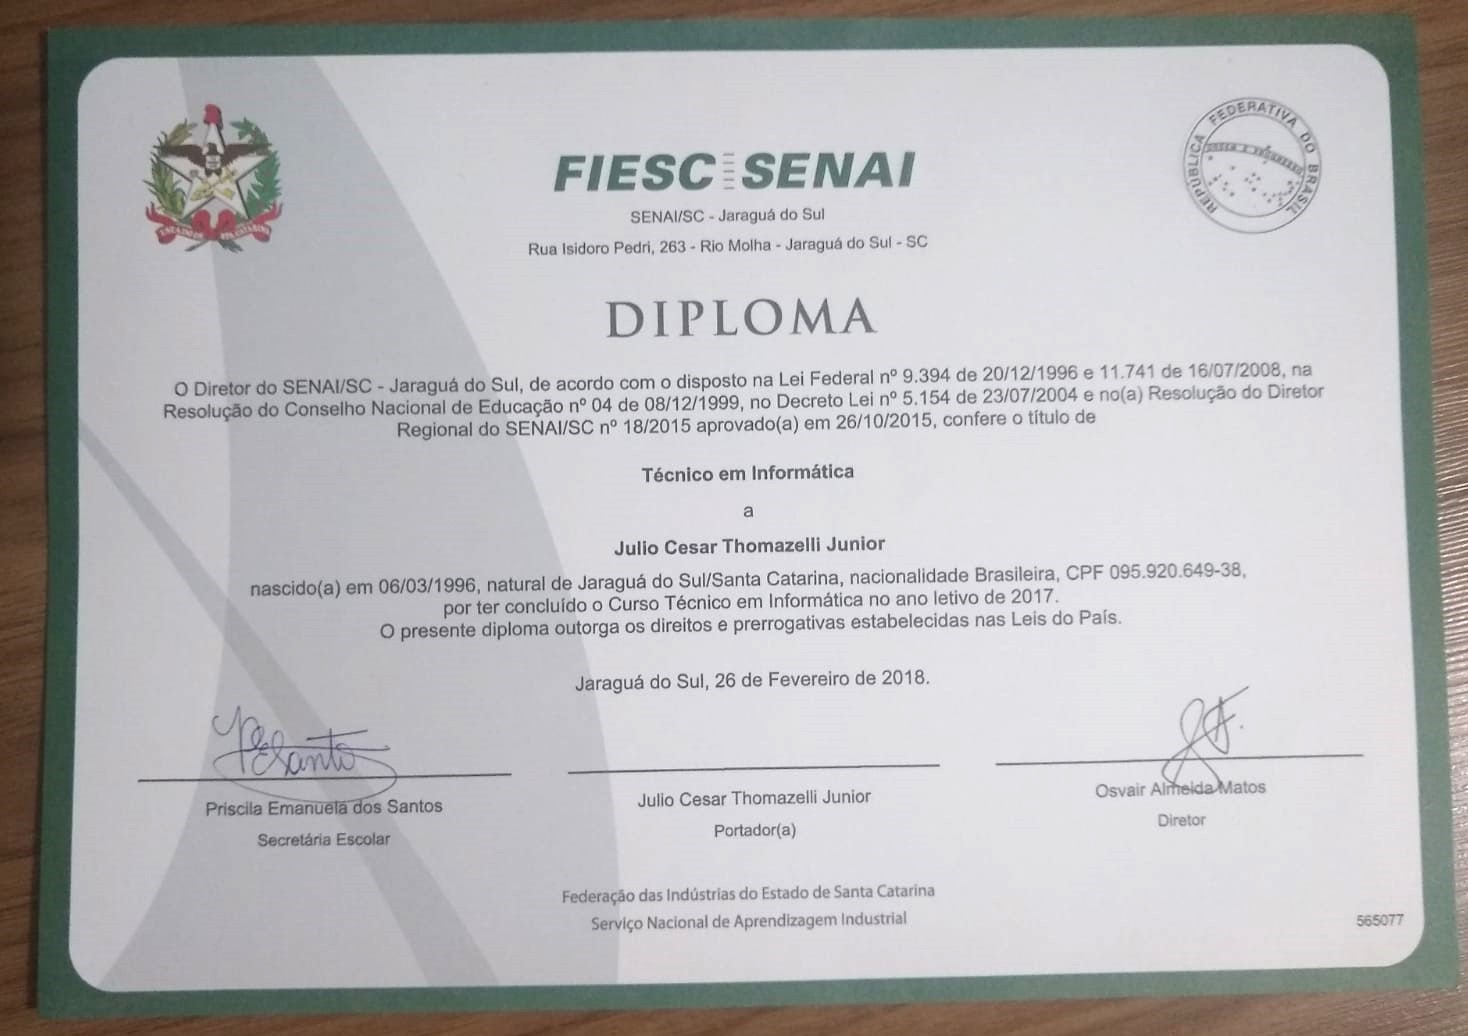 REPÚBLICA FEDERATIVA DO BRASIL
ORDEM E PROGRESSO
FIESC SENAI
SENAI/SC - Jaraguá do Sul
Rua Isidoro Pedri, 263 - Rio Molha - Jaraguá do Sul - SC
DIPLOMA
O Diretor do SENAI/SC - Jaraguá do Sul, de acordo com o disposto na Lei Federal nº 9.394 de 20/12/1996 e 11.741 de 16/07/2008, na
Resolução do Conselho Nacional de Educação nº 04 de 08/12/1999, no Decreto Lei nº 5.154 de 23/07/2004 e no(a) Resolução do Diretor
Regional do SENAI/SC nº 18/2015 aprovado(a) em 26/10/2015, confere o título de
Técnico em Informática
a
Julio Cesar Thomazelli Junior
nascido(a) em 06/03/1996, natural de Jaraguá do Sul/Santa Catarina, nacionalidade Brasileira, CPF 095.920.649-38,
por ter concluído o Curso Técnico em Informática no ano letivo de 2017.
O presente diploma outorga os direitos e prerrogativas estabelecidas nas Leis do País.
Jaraguá do Sul, 26 de Fevereiro de 2018.
Priscila Emanuela dos Santos
Secretária Escolar
Julio Cesar Thomazelli Junior
Portador(a)
Osvair Almeida Matos
Diretor
Federação das Indústrias do Estado de Santa Catarina
Serviço Nacional de Aprendizagem Industrial
565077